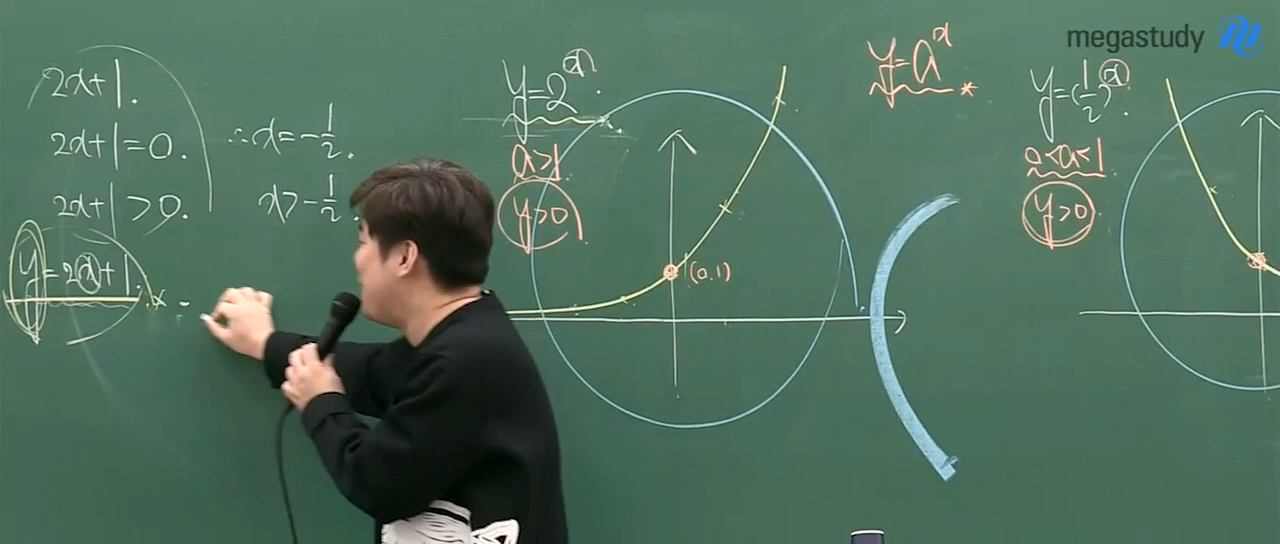 2x+1.
2x+1=0.
∴x=-1/2.
2x+1>0.
x>-1/2.
y=2x+1.
y=2^x.
a>1
y>0
(0,1)
y=a^x
*
y=(1/2)^x.
0<a<1
y>0
megastudy